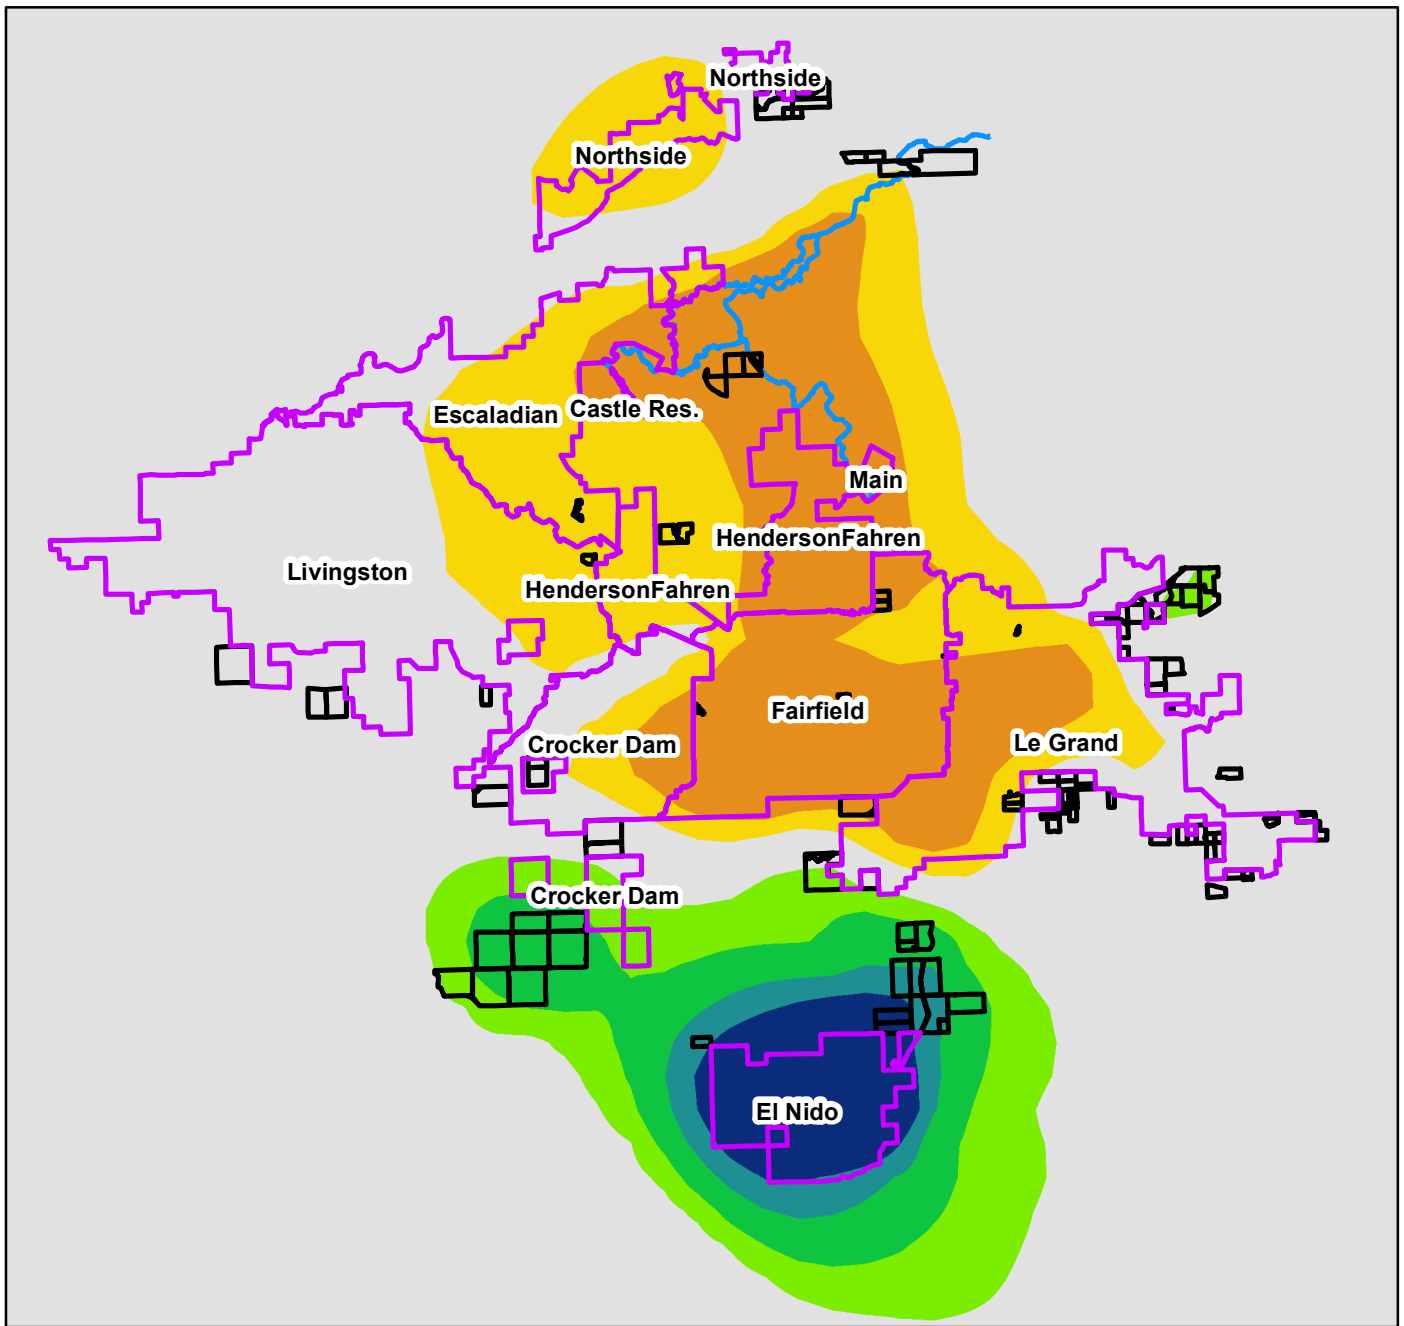 Northside
Northside
Escaladian
Castle Res.
Main
HendersonFahren
Livingston
HendersonFahren
Fairfield
Crocker Dam
Le Grand
Crocker Dam
El Nido